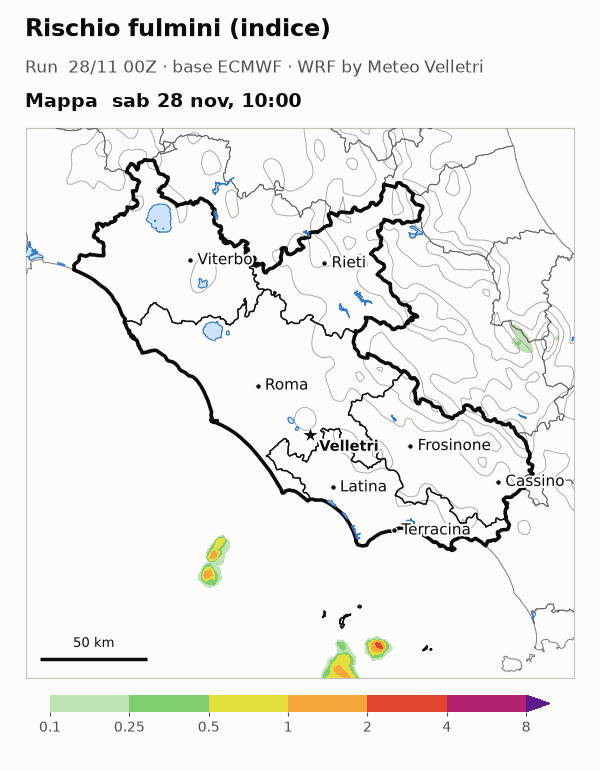 Rischio fulmini (indice)
Run 28/11 00Z · base ECMWF · WRF by Meteo Velletri
Mappa sab 28 nov, 10:00
Viterbo
Rieti
Roma
Velletri
Frosinone
Cassino
Latina
Terracina
50 km
0.1 0.25 0.5 1 2 4 8